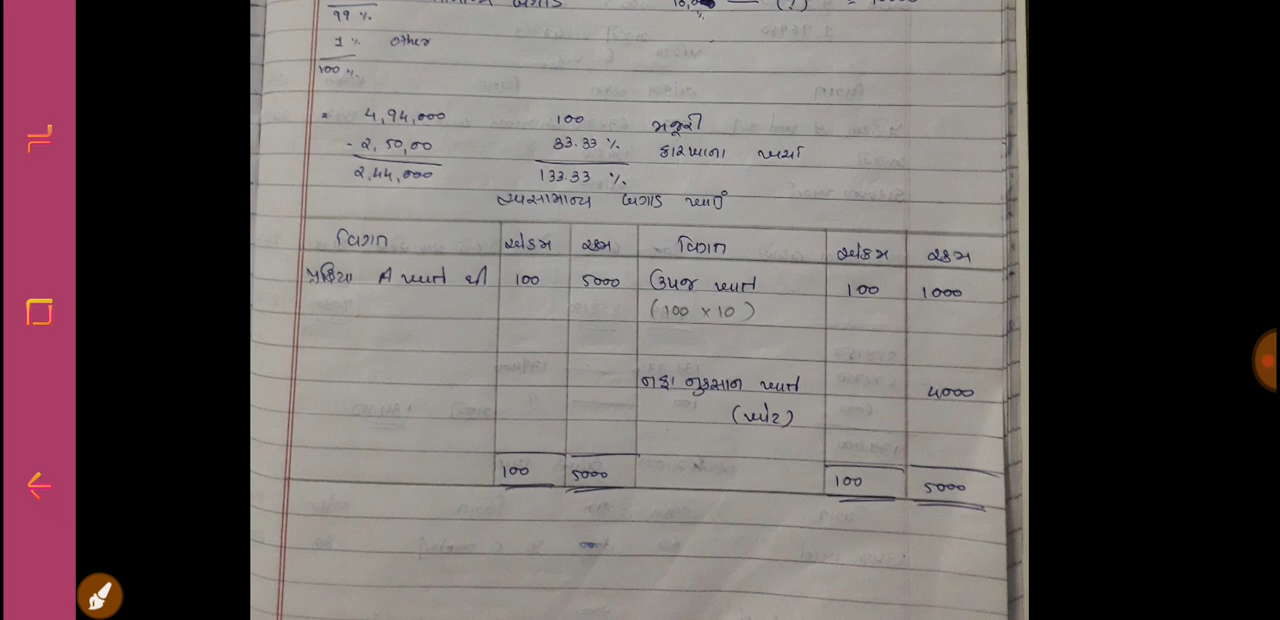 99 %
1 % other
100 %
= 4,94,000 100 મજૂરી
- 2,50,00 33.33 % કારખાના ખર્ચા
2,44,000 133.33 %
અસામાન્ય બગાડ ખાતું
વિગત એકમ રકમ વિગત એકમ રકમ
પ્રક્રિયા A ખાતે થી 100 5000 ઉપજ ખાતે 100 1000
(100 x 10)
નફા નુકસાન ખાતે 4000
(ખોટ)
100 5000 100 5000